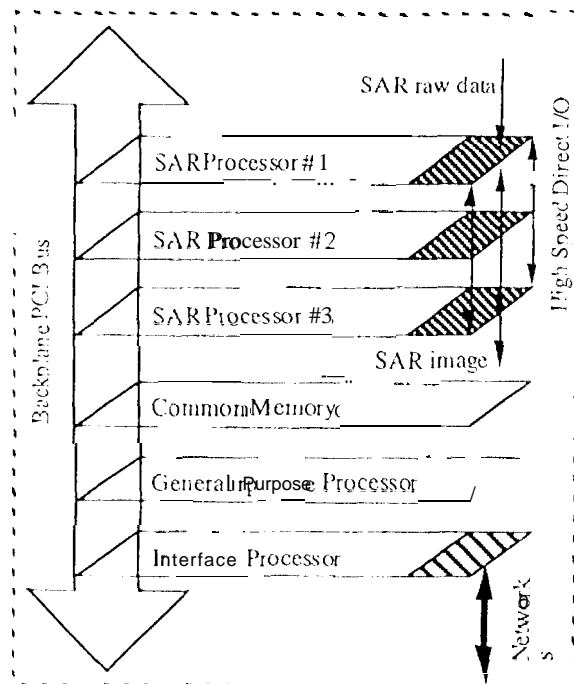 SAR raw data
SAR Processor #1
SAR Processor #2
SAR Processor #3
SAR image
Common Memory
General Purpose Processor
Interface Processor
Backplane PCI Bus
High Speed Direct I/O
Network
s